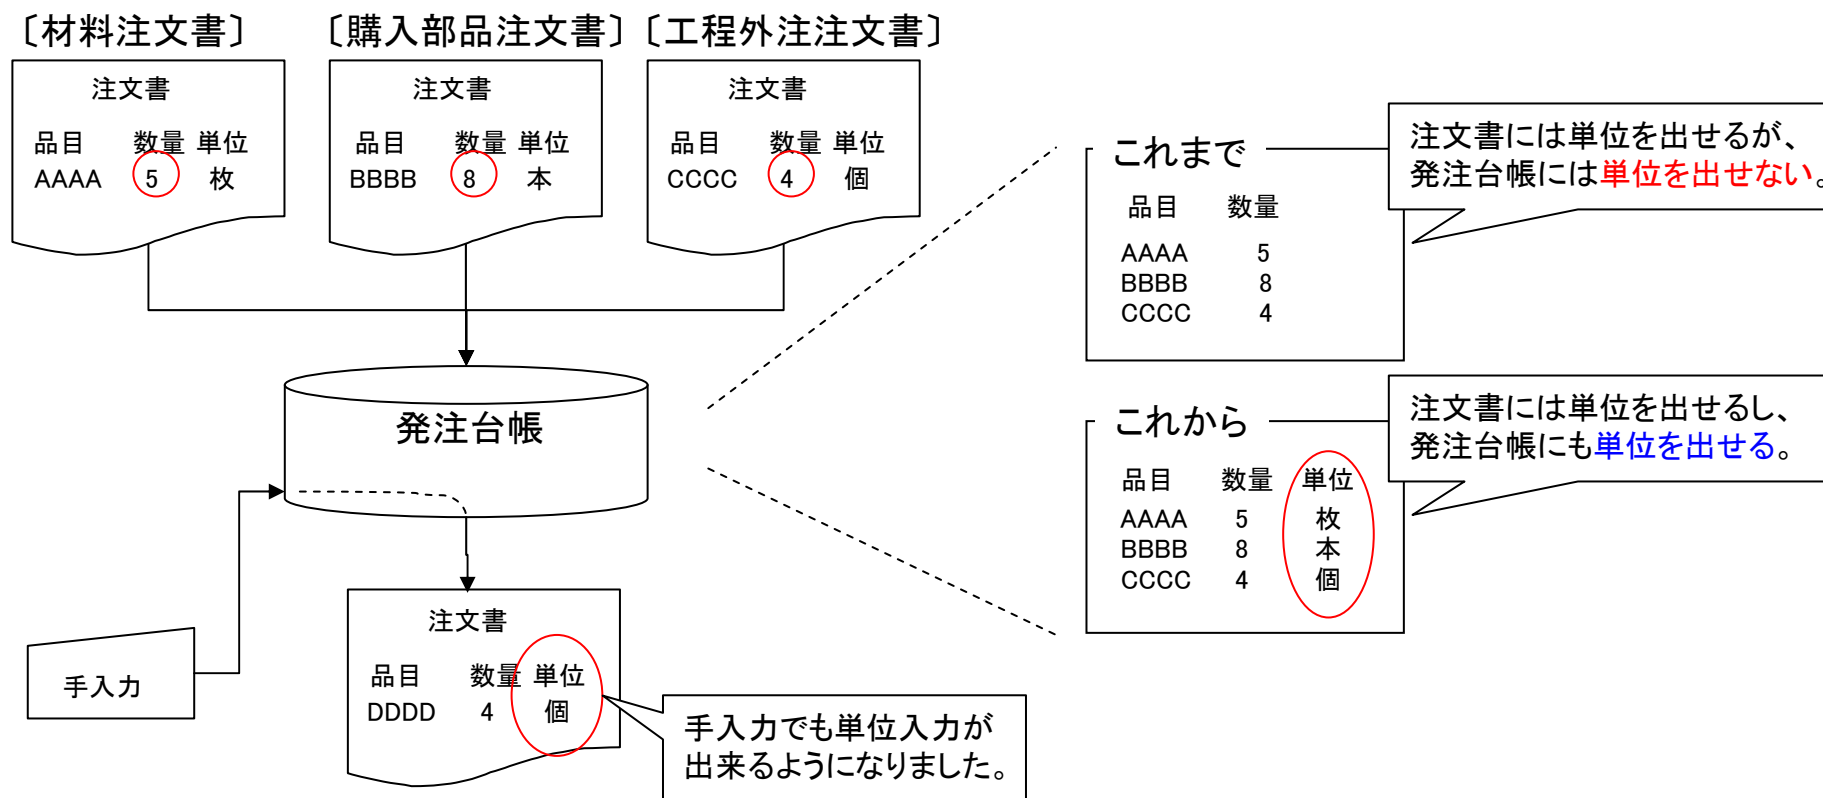 〔材料注文書〕
注文書
品目 数量 単位
AAAA 5 枚
〔購入部品注文書〕
注文書
品目 数量 単位
BBBB 8 本
〔工程外注注文書〕
注文書
品目 数量 単位
CCCC 4 個
発注台帳
手入力
注文書
品目 数量 単位
DDDD 4 個
手入力でも単位入力が
出来るようになりました。
これまで
品目 数量
AAAA 5
BBBB 8
CCCC 4
注文書には単位を出せるが、
発注台帳には単位を出せない。
これから
品目 数量 単位
AAAA 5 枚
BBBB 8 本
CCCC 4 個
注文書には単位を出せるし、
発注台帳にも単位を出せる。